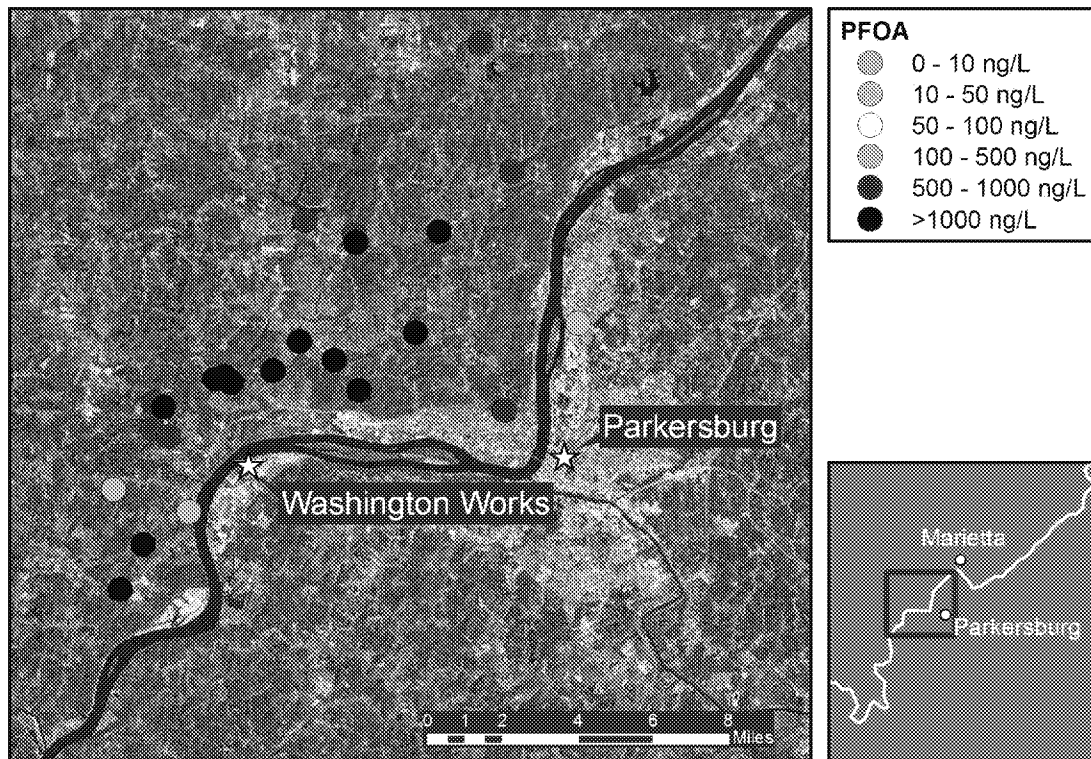 PFOA
0 - 10 ng/L
10 - 50 ng/L
50 - 100 ng/L
100 - 500 ng/L
500 - 1000 ng/L
>1000 ng/L
Parkersburg
Washington Works
Marietta
Parkersburg
0 1 2 4 6 8
Miles